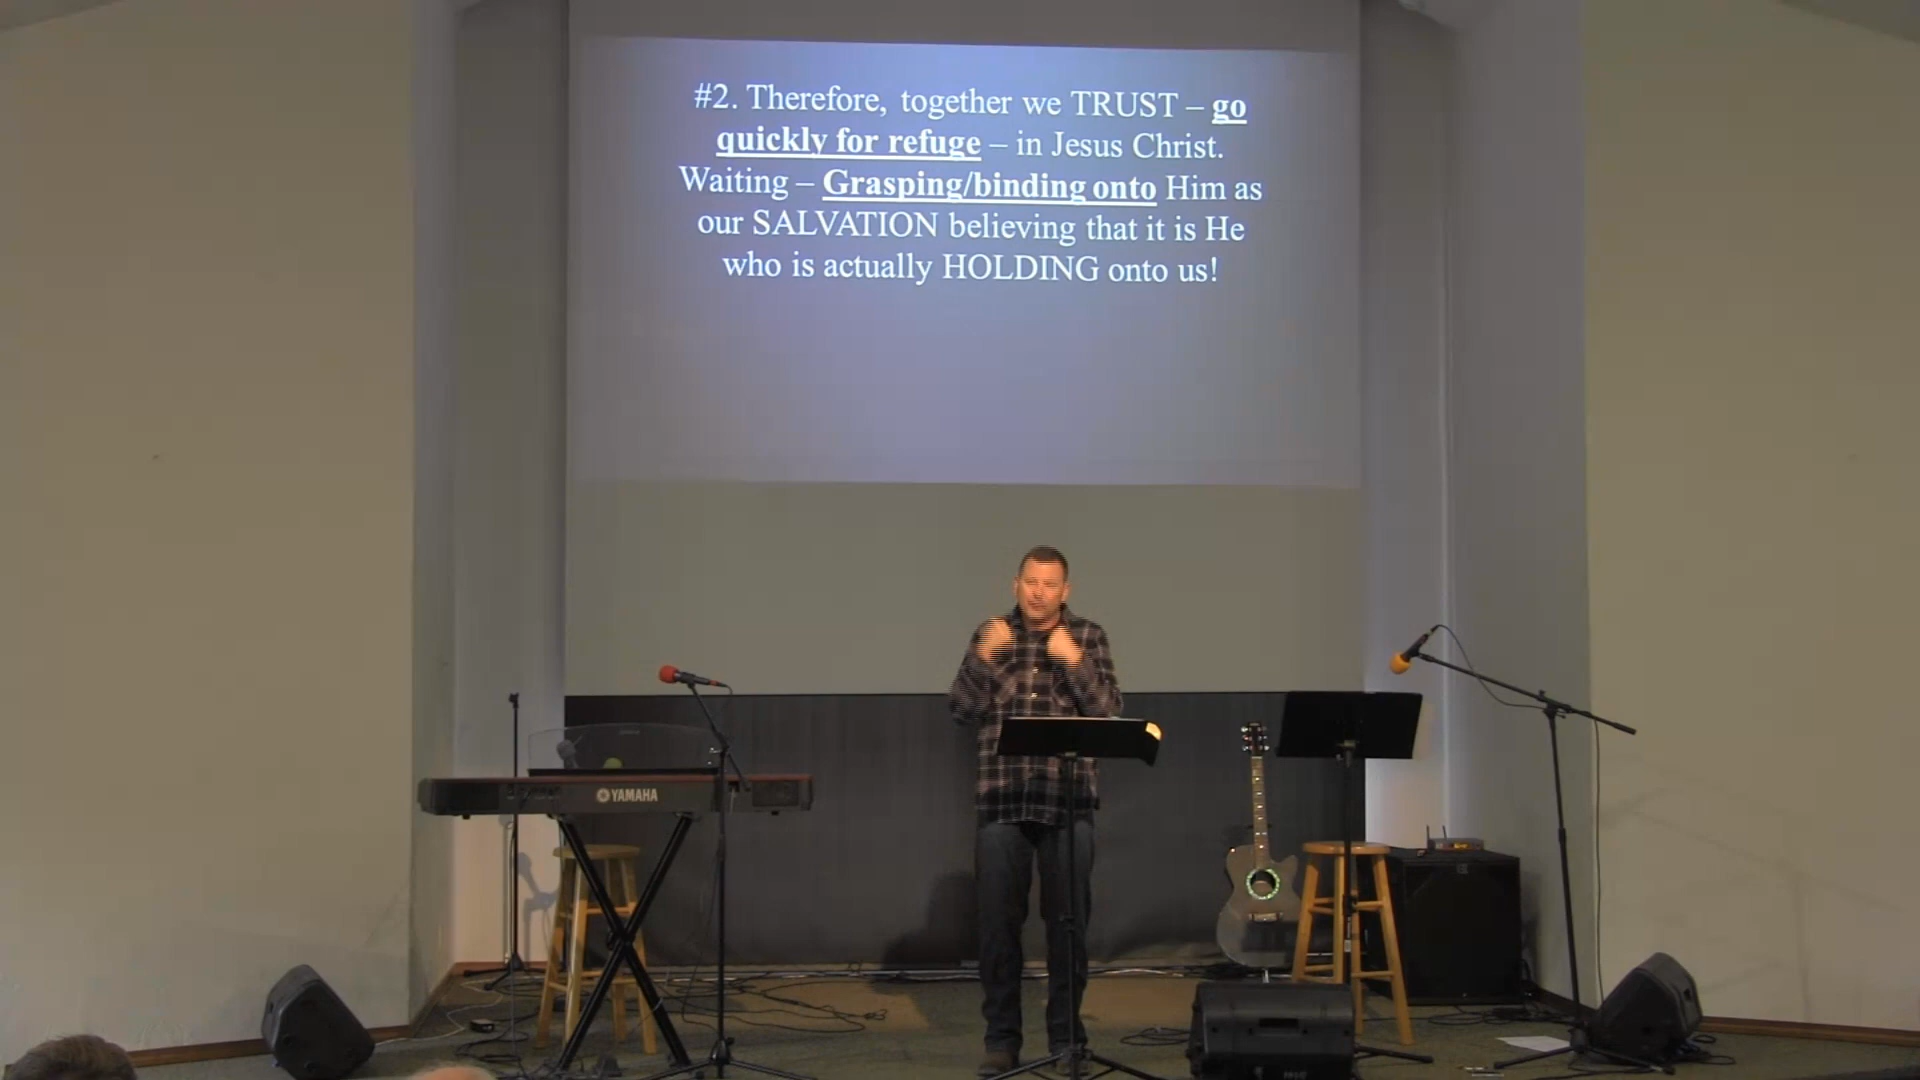 #2. Therefore, together we TRUST – go
quickly for refuge – in Jesus Christ.
Waiting – Grasping/binding onto Him as
our SALVATION believing that it is He
who is actually HOLDING onto us!
YAMAHA